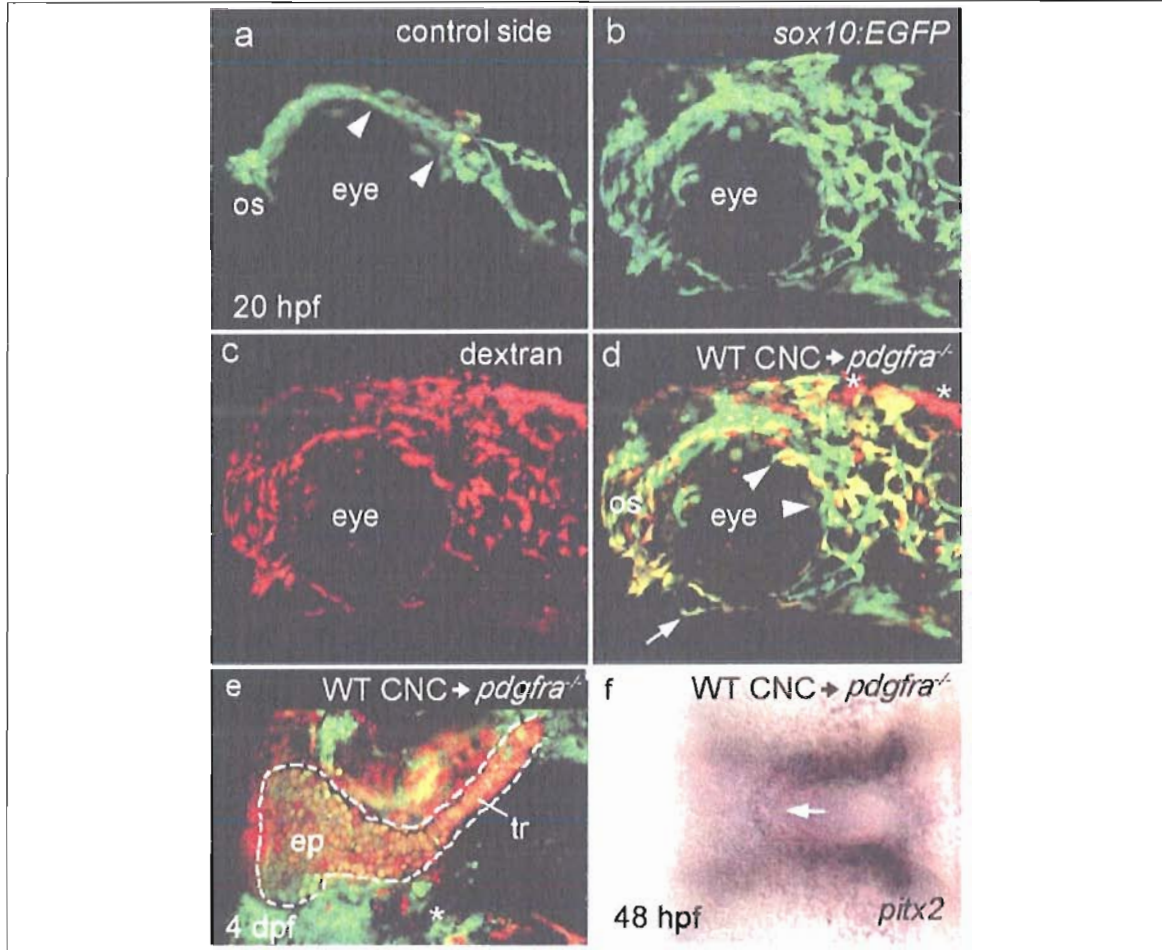 a
control side
os
eye
20 hpf
b
sox10:EGFP
eye
c
dextran
eye
d
WT CNC → pdgfra-/-
*
*
os
eye
e
WT CNC → pdgfra-/-
ep
tr
*
4 dpf
f
WT CNC → pdgfra-/-
48 hpf
pitx2